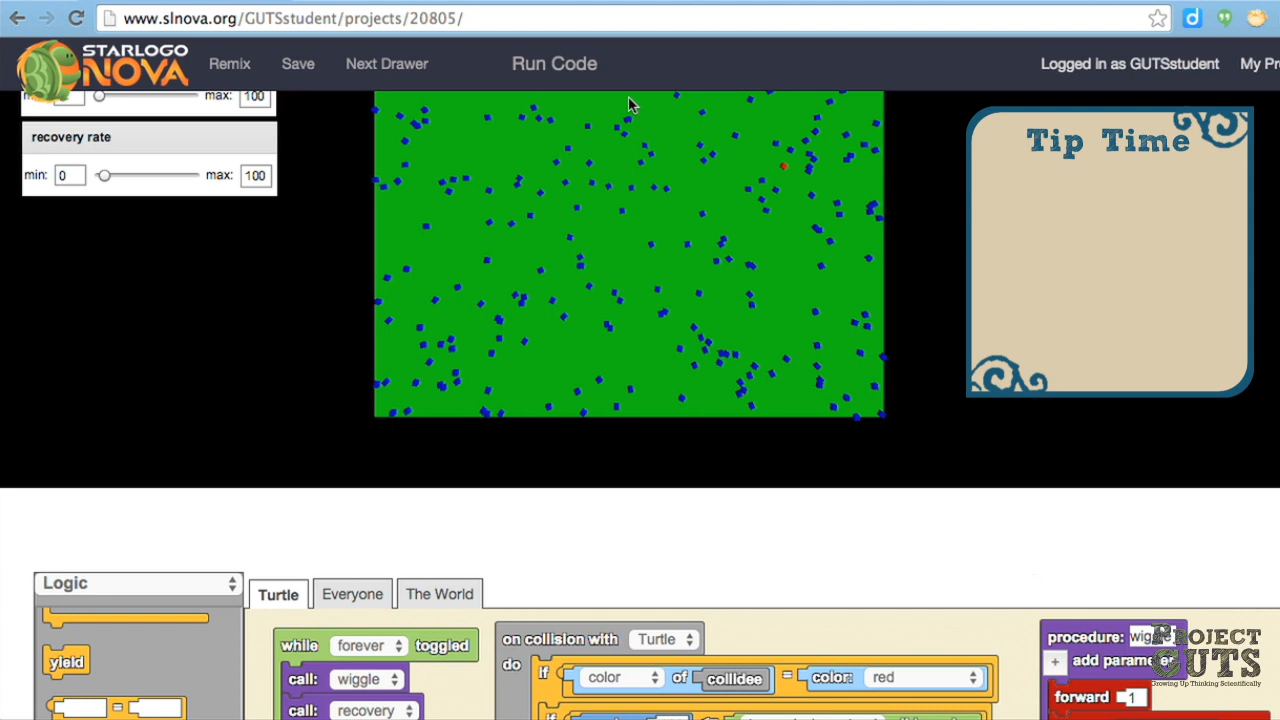 www.slnova.org/GUTSstudent/projects/20805/
STARLOGO
NOVA
Remix
Save
Next Drawer
Run Code
Logged in as GUTSstudent
max: 100
recovery rate
min: 0
max: 100
Tip Time
Logic
yield
=
Turtle
Everyone
The World
while forever toggled
call: wiggle
call: recovery
on collision with Turtle
do
if color of collidee = color: red
if
procedure:
add parameter
forward 1
PROJECT
GUTS
Growing Up Thinking Scientifically